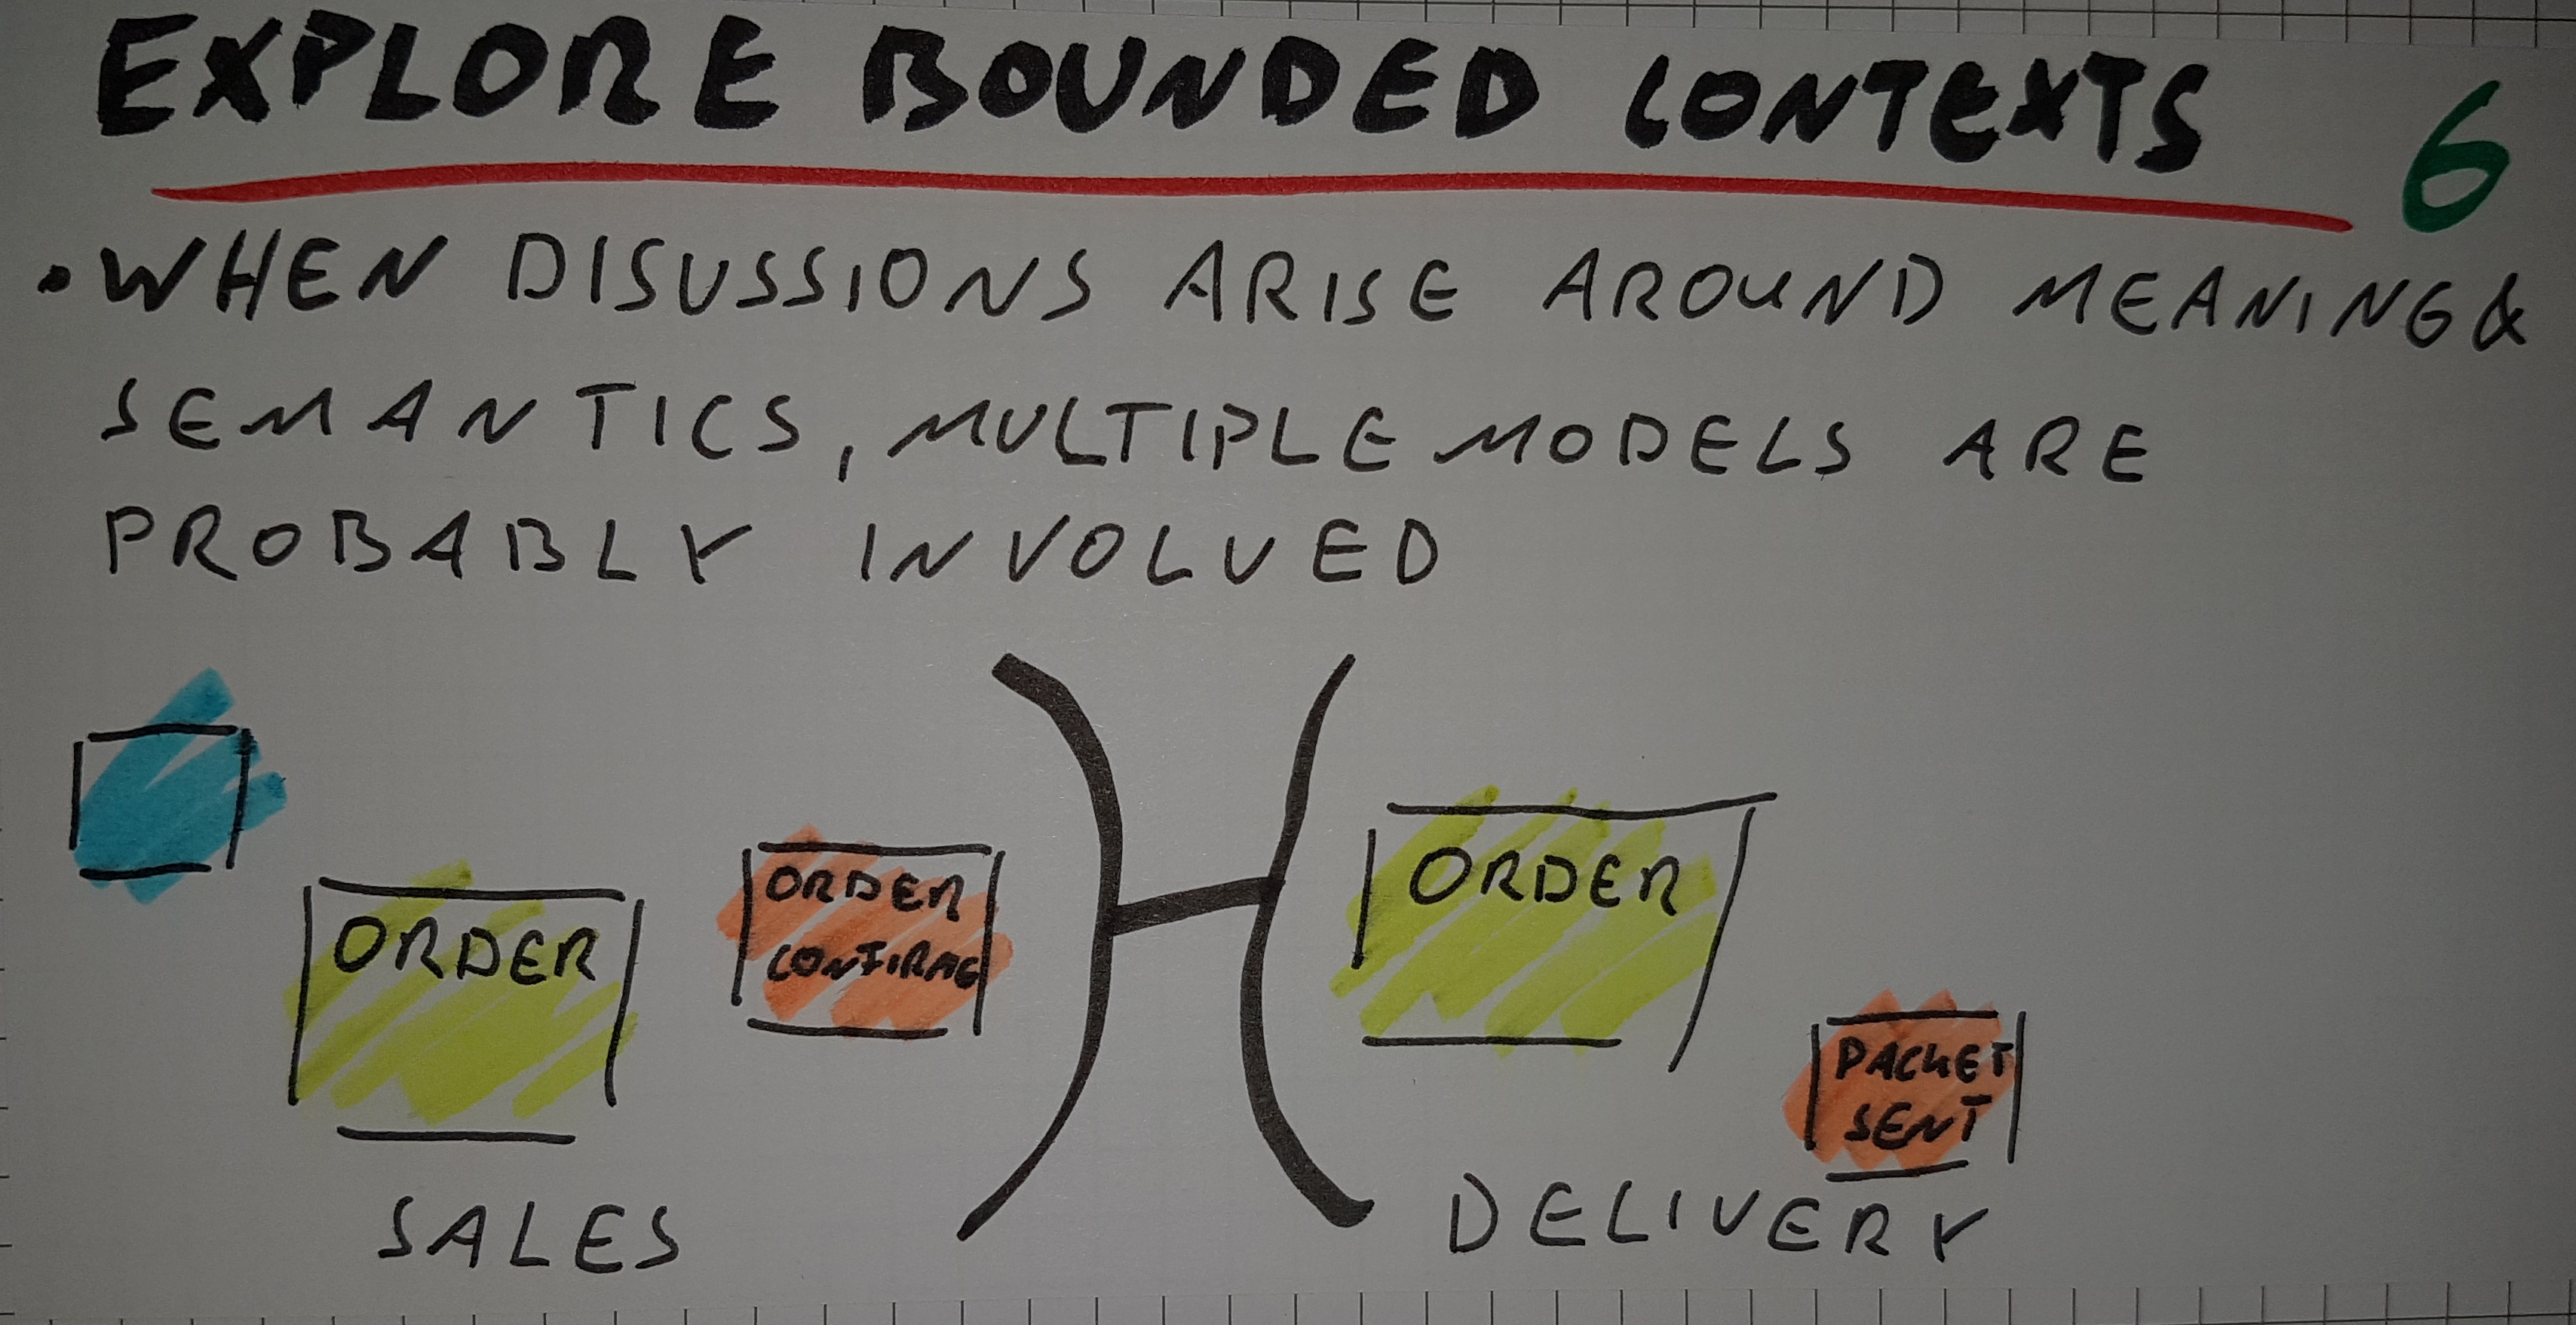 EXPLORE BOUNDED CONTEXTS 6
• WHEN DISUSSIONS ARISE AROUND MEANING &
SEMANTICS, MULTIPLE MODELS ARE
PROBABLY INVOLVED
ORDER
ORDER
ORDER
PACKET
SENT
SALES
DELIVERY